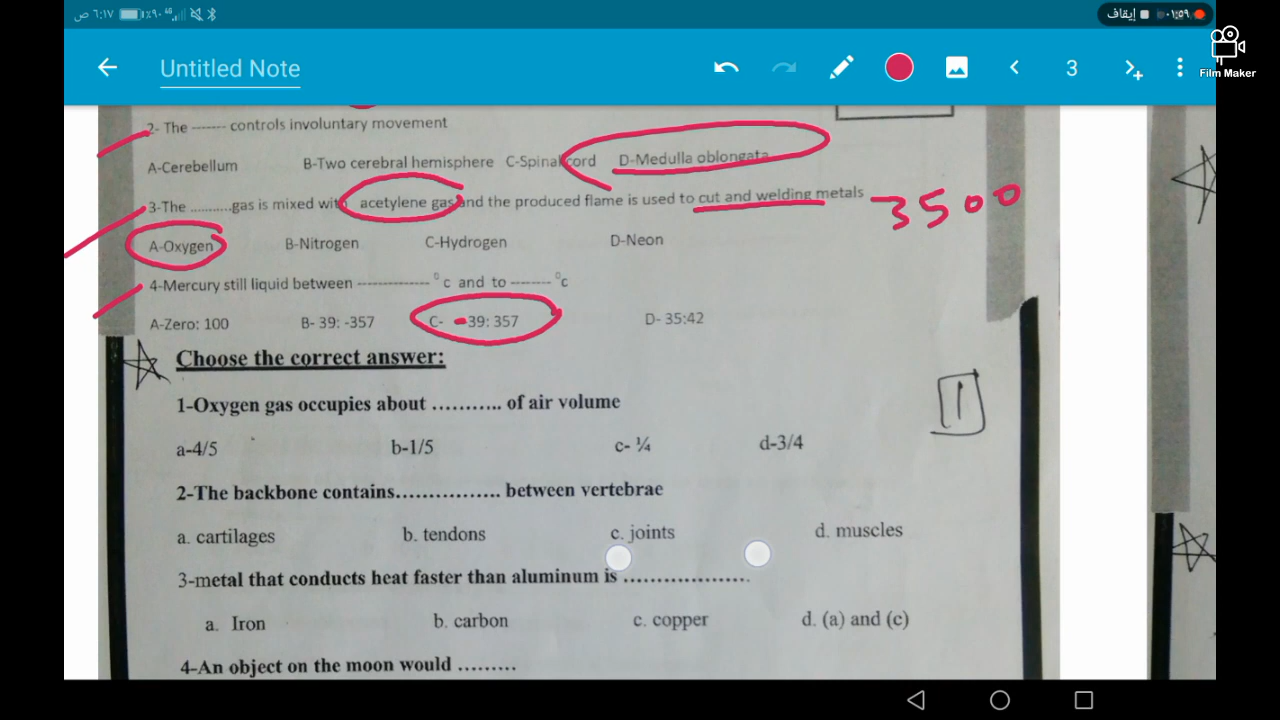 ص ٦:١٧ ٪٩٠ 4G إيقاف ٠١:٥٩
Film Maker
Untitled Note 3
2- The ------- controls involuntary movement
A-Cerebellum B-Two cerebral hemisphere C-Spinal cord D-Medulla oblongata
3-The ..........gas is mixed with acetylene gas and the produced flame is used to cut and welding metals 3500
A-Oxygen B-Nitrogen C-Hydrogen D-Neon
4-Mercury still liquid between -------------- °c and to -------- °c
A-Zero: 100 B- 39: -357 C- -39: 357 D- 35:42
Choose the correct answer:
1
1-Oxygen gas occupies about ……….. of air volume
a-4/5 b-1/5 c- ¼ d-3/4
2-The backbone contains……………. between vertebrae
a. cartilages b. tendons c. joints d. muscles
3-metal that conducts heat faster than aluminum is ……………….
a. Iron b. carbon c. copper d. (a) and (c)
4-An object on the moon would ………